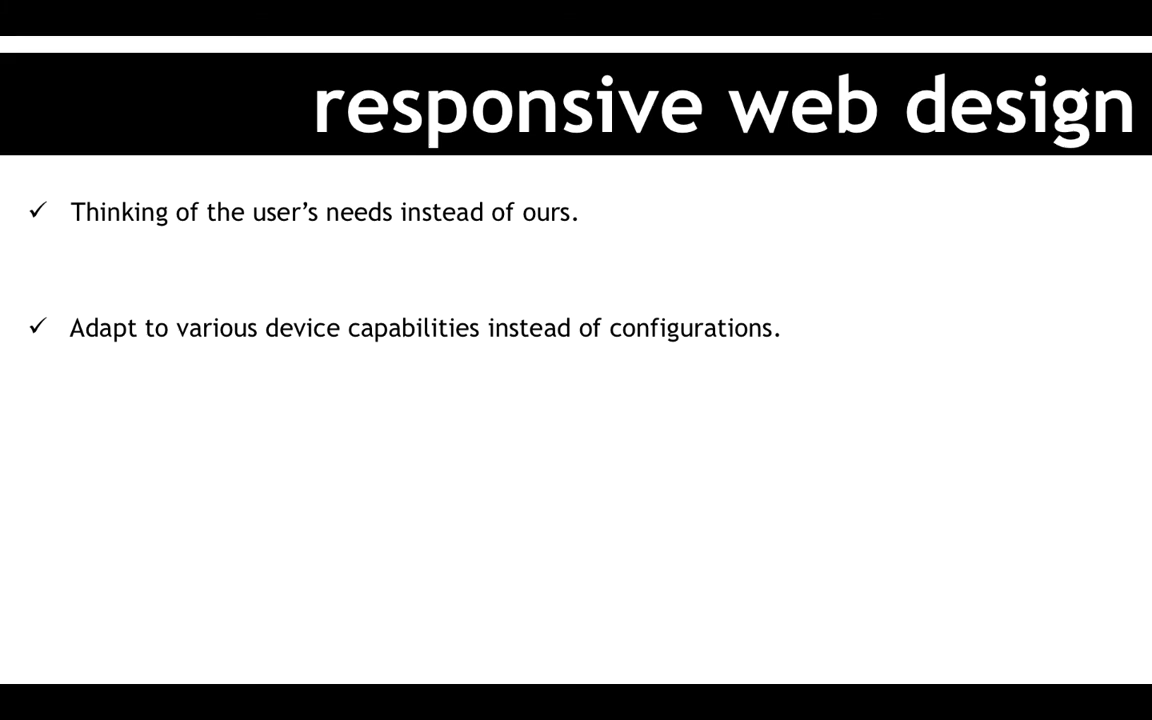 responsive web design
✓ Thinking of the user’s needs instead of ours.
✓ Adapt to various device capabilities instead of configurations.